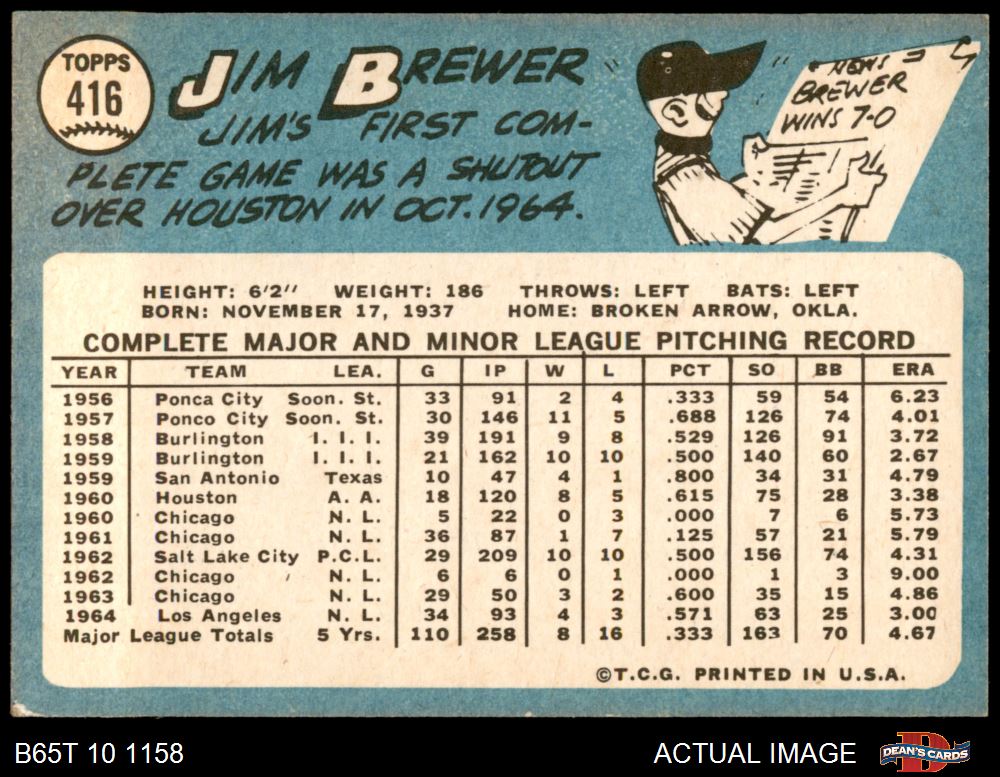 TOPPS
416
JIM BREWER
JIM'S FIRST COM-
PLETE GAME WAS A SHUTOUT
OVER HOUSTON IN OCT. 1964.
NEWS
BREWER
WINS 7-0
HEIGHT: 6'2" WEIGHT: 186 THROWS: LEFT BATS: LEFT
BORN: NOVEMBER 17, 1937 HOME: BROKEN ARROW, OKLA.
COMPLETE MAJOR AND MINOR LEAGUE PITCHING RECORD
YEAR TEAM LEA. G IP W L PCT SO BB ERA
1956 Ponca City Soon. St. 33 91 2 4 .333 59 54 6.23
1957 Ponco City Soon. St. 30 146 11 5 .688 126 74 4.01
1958 Burlington I. I. I. 39 191 9 8 .529 126 91 3.72
1959 Burlington I. I. I. 21 162 10 10 .500 140 60 2.67
1959 San Antonio Texas 10 47 4 1 .800 34 31 4.79
1960 Houston A. A. 18 120 8 5 .615 75 28 3.38
1960 Chicago N. L. 5 22 0 3 .000 7 6 5.73
1961 Chicago N. L. 36 87 1 7 .125 57 21 5.79
1962 Salt Lake City P.C.L. 29 209 10 10 .500 156 74 4.31
1962 Chicago N. L. 6 6 0 1 .000 1 3 9.00
1963 Chicago N. L. 29 50 3 2 .600 35 15 4.86
1964 Los Angeles N. L. 34 93 4 3 .571 63 25 3.00
Major League Totals 5 Yrs. 110 258 8 16 .333 163 70 4.67
©T.C.G. PRINTED IN U.S.A.
B65T 10 1158
ACTUAL IMAGE
DEAN'S CARDS